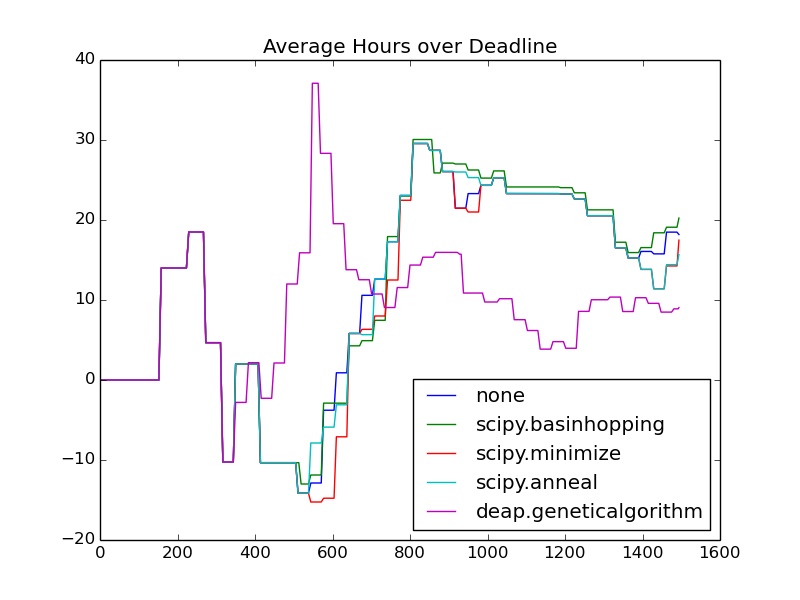 Average Hours over Deadline
40
30
20
10
0
−10
−20
none
scipy.basinhopping
scipy.minimize
scipy.anneal
deap.geneticalgorithm
0 200 400 600 800 1000 1200 1400 1600